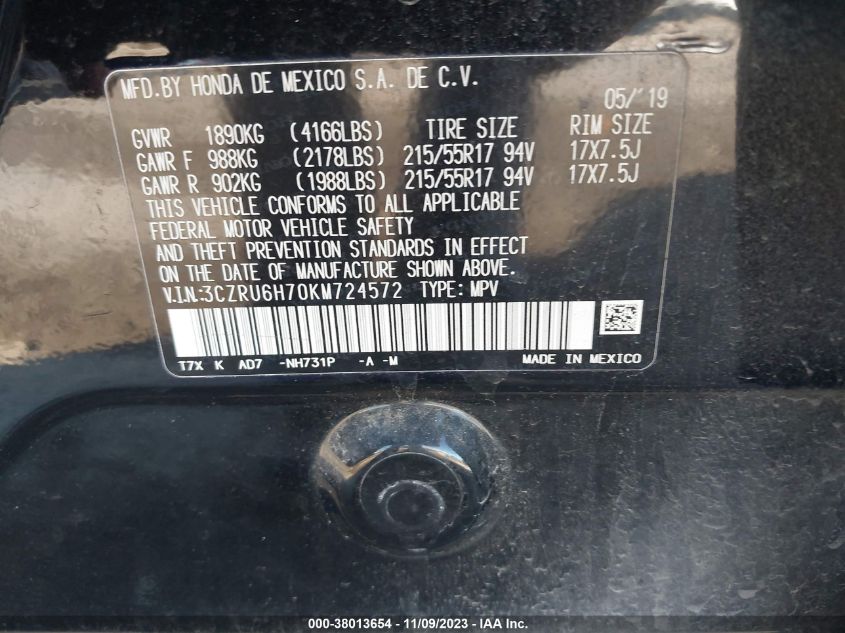 MFD.BY HONDA DE MEXICO S.A. DE C.V.
05/'19
GVWR 1890KG (4166LBS) TIRE SIZE RIM SIZE
GAWR F 988KG (2178LBS) 215/55R17 94V 17X7.5J
GAWR R 902KG (1988LBS) 215/55R17 94V 17X7.5J
THIS VEHICLE CONFORMS TO ALL APPLICABLE
FEDERAL MOTOR VEHICLE SAFETY
AND THEFT PREVENTION STANDARDS IN EFFECT
ON THE DATE OF MANUFACTURE SHOWN ABOVE.
V.I.N.:3CZRU6H70KM724572 TYPE: MPV
T7X K AD7 -NH731P -A -M MADE IN MEXICO
000-38013654 - 11/09/2023 - IAA Inc.